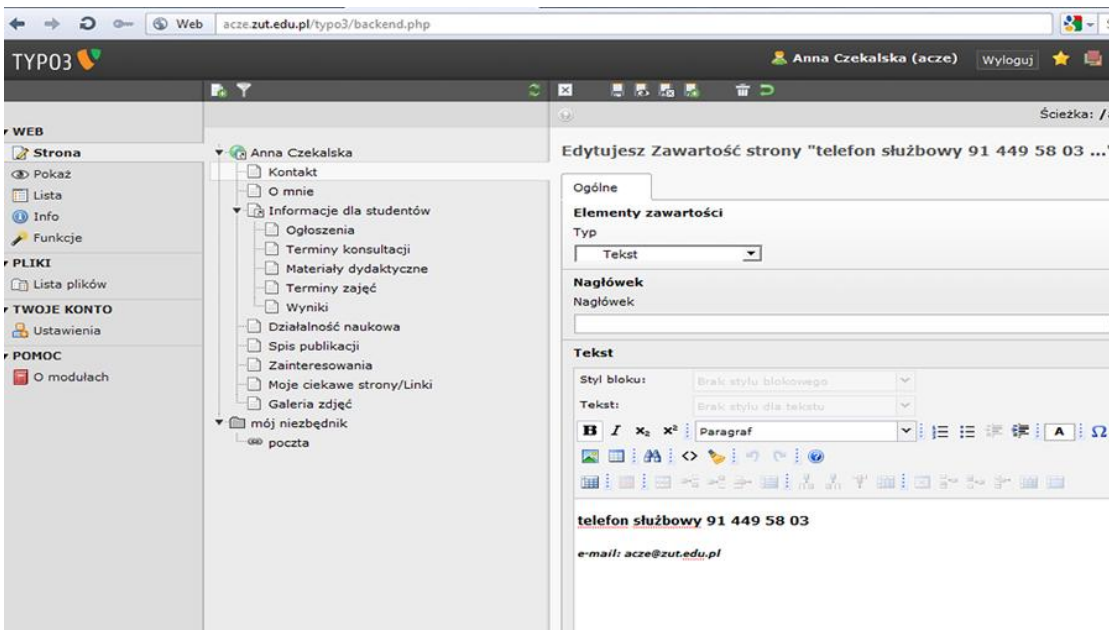 Web acze.zut.edu.pl/typo3/backend.php
TYPO3
Anna Czekalska (acze) Wyloguj
Ścieżka: /
WEB
Strona
Pokaż
Lista
Info
Funkcje
PLIKI
Lista plików
TWOJE KONTO
Ustawienia
POMOC
O modułach
Anna Czekalska
Kontakt
O mnie
Informacje dla studentów
Ogłoszenia
Terminy konsultacji
Materiały dydaktyczne
Terminy zajęć
Wyniki
Działalność naukowa
Spis publikacji
Zainteresowania
Moje ciekawe strony/Linki
Galeria zdjęć
mój niezbędnik
poczta
Edytujesz Zawartość strony "telefon służbowy 91 449 58 03 ..."
Ogólne
Elementy zawartości
Typ
Tekst
Nagłówek
Nagłówek
Tekst
Styl bloku: Brak stylu blokowego
Tekst: Brak stylu dla tekstu
B I x₂ x² Paragraf A Ω
telefon służbowy 91 449 58 03
e-mail: acze@zut.edu.pl